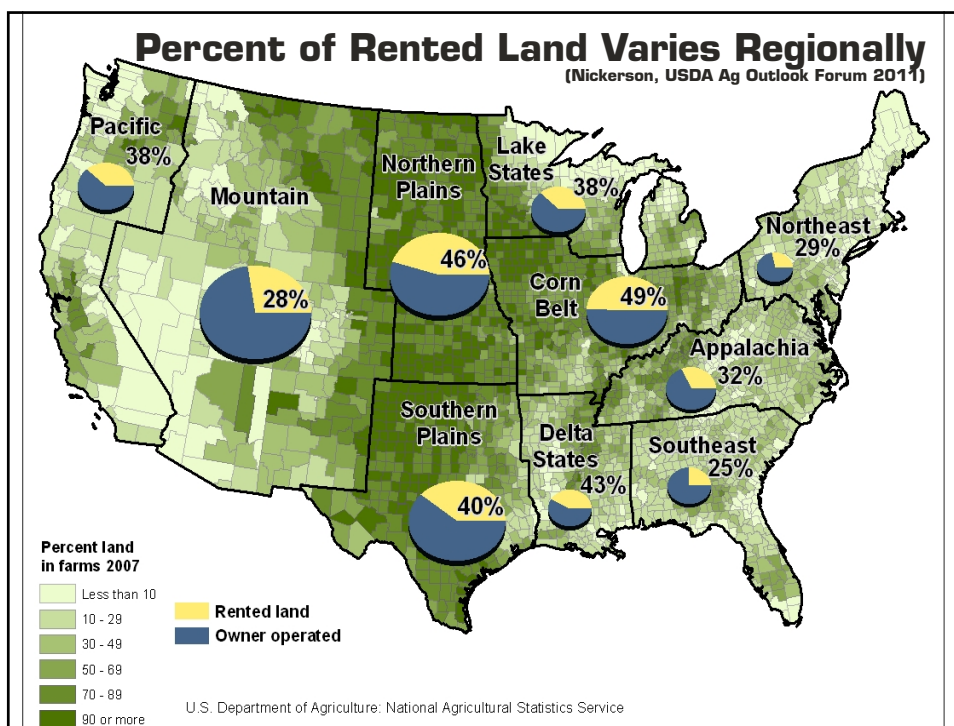 Percent of Rented Land Varies Regionally
(Nickerson, USDA Ag Outlook Forum 2011)
Pacific
38%
Mountain
28%
Northern
Plains
46%
Lake
States
38%
Corn
Belt
49%
Northeast
29%
Appalachia
32%
Southern
Plains
40%
Delta
States
43%
Southeast
25%
Percent land
in farms 2007
Less than 10
10 - 29
30 - 49
50 - 69
70 - 89
90 or more
Rented land
Owner operated
U.S. Department of Agriculture: National Agricultural Statistics Service